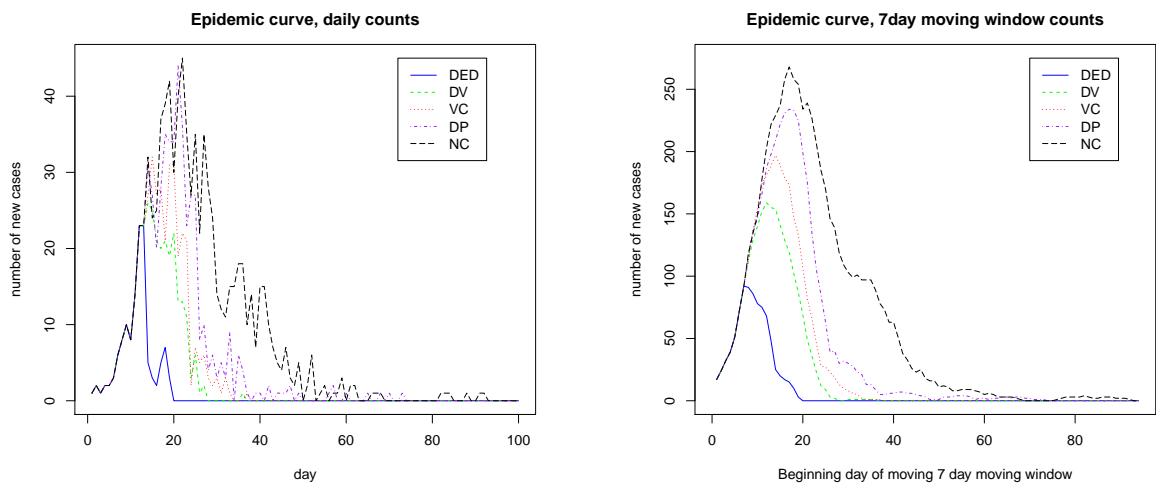 Epidemic curve, daily counts
number of new cases
40
30
20
10
0
DED
DV
VC
DP
NC
0 20 40 60 80 100
day
Epidemic curve, 7day moving window counts
number of new cases
250
200
150
100
50
0
DED
DV
VC
DP
NC
0 20 40 60 80
Beginning day of moving 7 day moving window